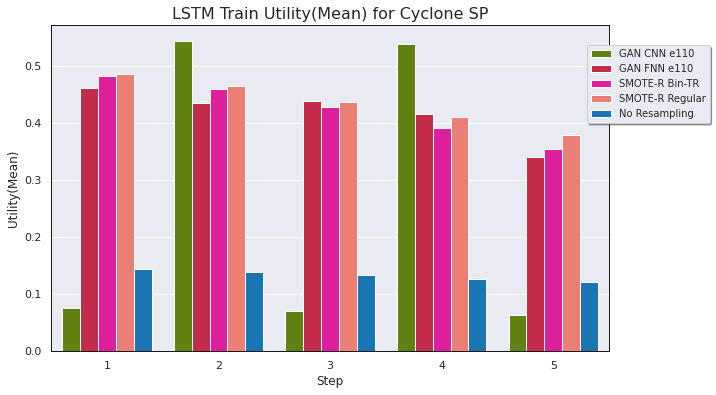 LSTM Train Utility(Mean) for Cyclone SP
GAN CNN e110
GAN FNN e110
SMOTE-R Bin-TR
SMOTE-R Regular
No Resampling
Utility(Mean)
0.5
0.4
0.3
0.2
0.1
0.0
1 2 3 4 5
Step